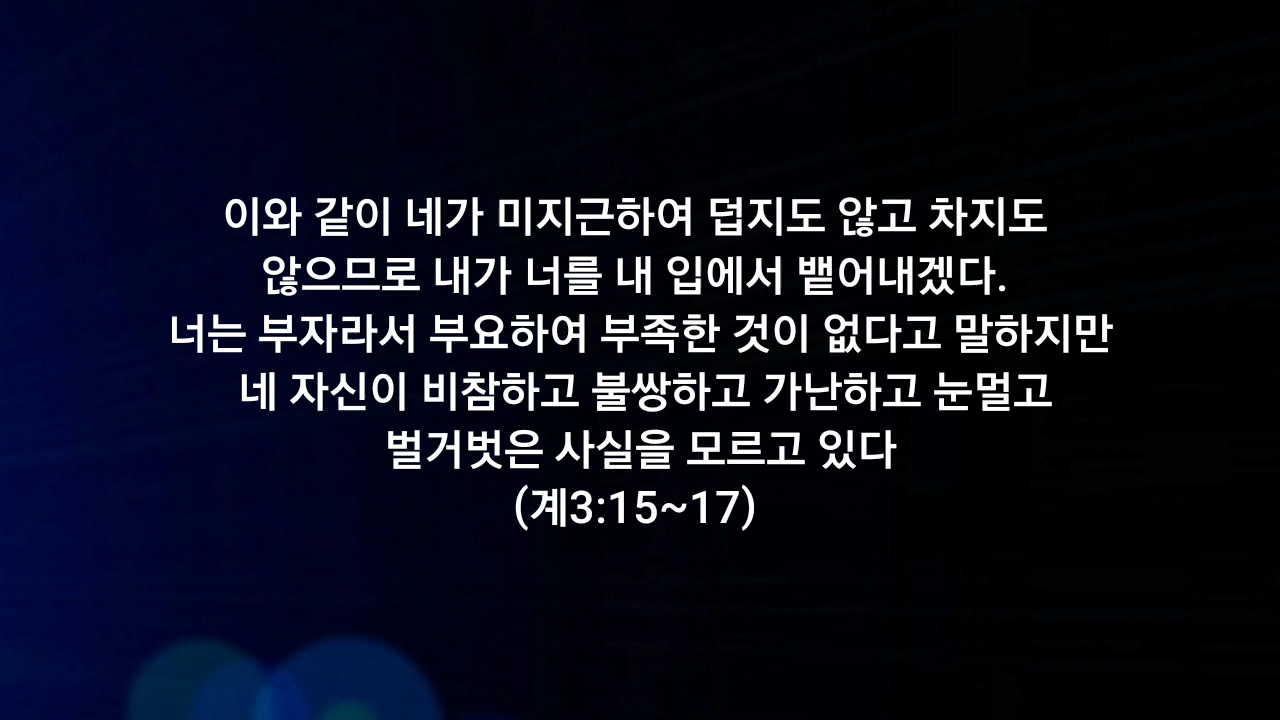 이와 같이 네가 미지근하여 덥지도 않고 차지도
않으므로 내가 너를 내 입에서 뱉어내겠다.
너는 부자라서 부요하여 부족한 것이 없다고 말하지만
네 자신이 비참하고 불쌍하고 가난하고 눈멀고
벌거벗은 사실을 모르고 있다
(계3:15~17)